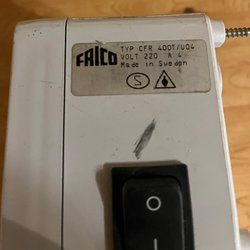 FRICO
TYP CFR 400T/U04
VOLT 220 A 4
Made in Sweden
S
O
I